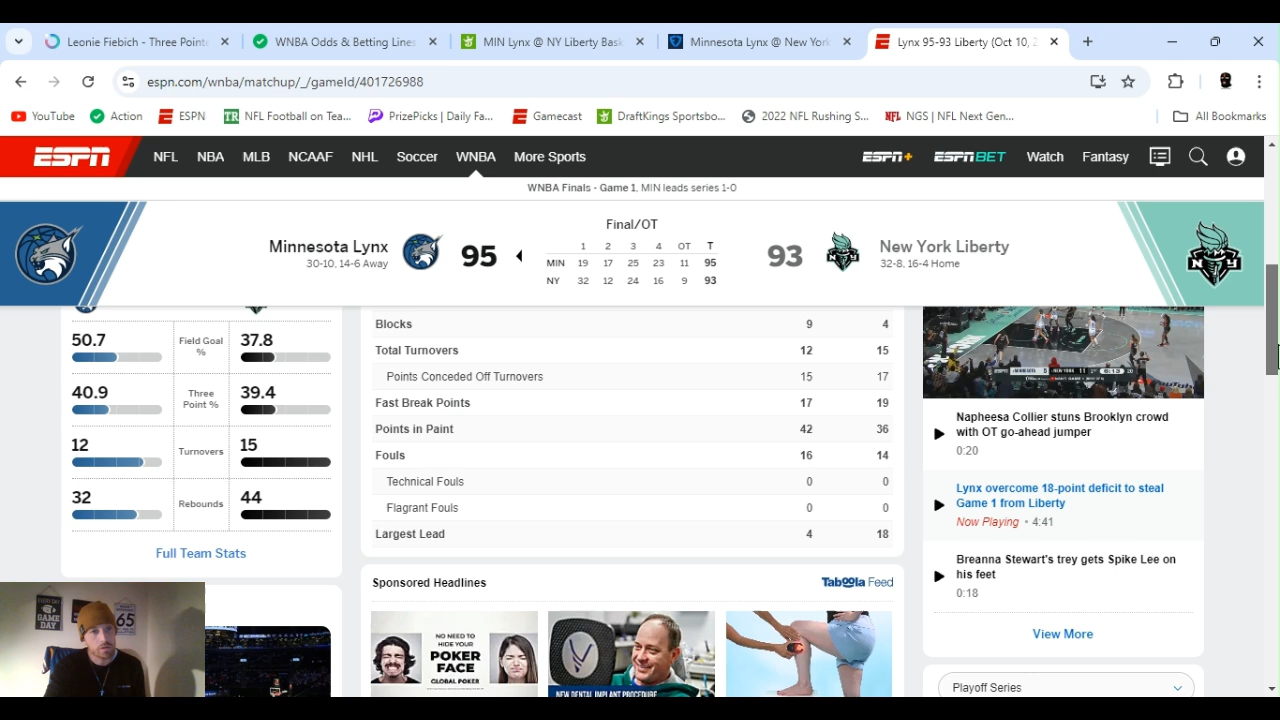 Leonie Fiebich - Three Pointe
WNBA Odds & Betting Lines
MIN Lynx @ NY Liberty Bask
Minnesota Lynx @ New York
Lynx 95-93 Liberty (Oct 10, 2
espn.com/wnba/matchup/_/gameId/401726988
YouTube
Action
ESPN
NFL Football on Tea...
PrizePicks | Daily Fa...
Gamecast
DraftKings Sportsbo...
2022 NFL Rushing S...
NGS | NFL Next Gen...
All Bookmarks
ESPN NFL NBA MLB NCAAF NHL Soccer WNBA More Sports ESPN+ ESPN BET Watch Fantasy
WNBA Finals - Game 1, MIN leads series 1-0
Final/OT
Minnesota Lynx
30-10, 14-6 Away
95
1 2 3 4 OT T
MIN 19 17 25 23 11 95
NY 32 12 24 16 9 93
93
New York Liberty
32-8, 16-4 Home
50.7 Field Goal % 37.8
40.9 Three Point % 39.4
12 Turnovers 15
32 Rebounds 44
Full Team Stats
Blocks 9 4
Total Turnovers 12 15
Points Conceded Off Turnovers 15 17
Fast Break Points 17 19
Points in Paint 42 36
Fouls 16 14
Technical Fouls 0 0
Flagrant Fouls 0 0
Largest Lead 4 18
Sponsored Headlines
Taboola Feed
NO NEED TO
HIDE YOUR
POKER
FACE
GLOBAL POKER
NEW DENTAL IMPLANT PROCEDURE
Napheesa Collier stuns Brooklyn crowd
with OT go-ahead jumper
0:20
Lynx overcome 18-point deficit to steal
Game 1 from Liberty
Now Playing • 4:41
Breanna Stewart's trey gets Spike Lee on
his feet
0:18
View More
Playoff Series
GAME
DAY
65